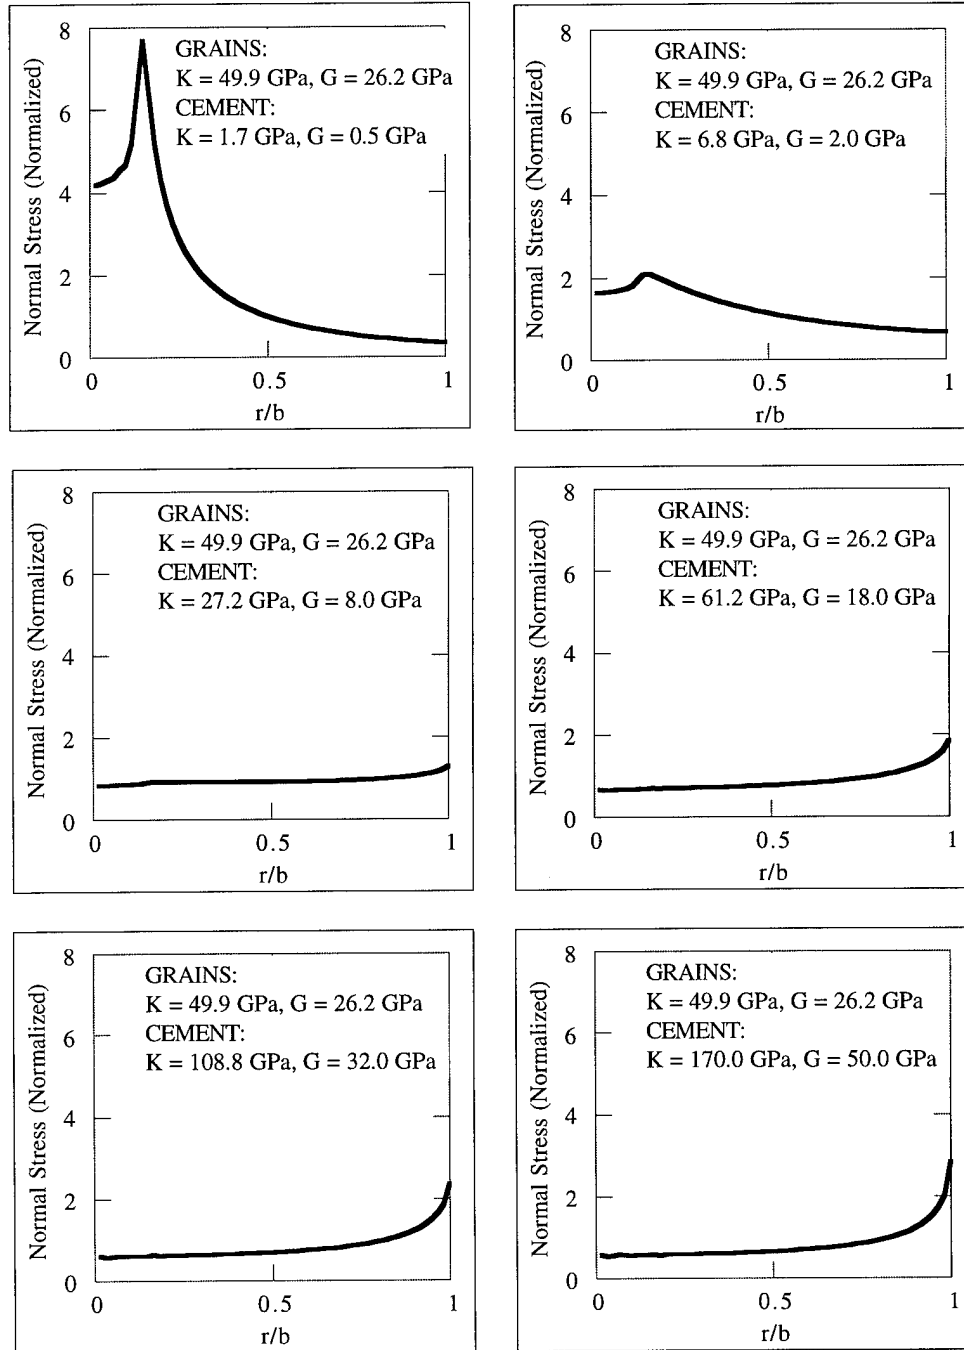 8
6
4
2
0
Normal Stress (Normalized)
GRAINS:
K = 49.9 GPa, G = 26.2 GPa
CEMENT:
K = 1.7 GPa, G = 0.5 GPa
0
0.5
1
r/b
8
6
4
2
0
Normal Stress (Normalized)
GRAINS:
K = 49.9 GPa, G = 26.2 GPa
CEMENT:
K = 6.8 GPa, G = 2.0 GPa
0
0.5
1
r/b
8
6
4
2
0
Normal Stress (Normalized)
GRAINS:
K = 49.9 GPa, G = 26.2 GPa
CEMENT:
K = 27.2 GPa, G = 8.0 GPa
0
0.5
1
r/b
8
6
4
2
0
Normal Stress (Normalized)
GRAINS:
K = 49.9 GPa, G = 26.2 GPa
CEMENT:
K = 61.2 GPa, G = 18.0 GPa
0
0.5
1
r/b
8
6
4
2
0
Normal Stress (Normalized)
GRAINS:
K = 49.9 GPa, G = 26.2 GPa
CEMENT:
K = 108.8 GPa, G = 32.0 GPa
0
0.5
1
r/b
8
6
4
2
0
Normal Stress (Normalized)
GRAINS:
K = 49.9 GPa, G = 26.2 GPa
CEMENT:
K = 170.0 GPa, G = 50.0 GPa
0
0.5
1
r/b